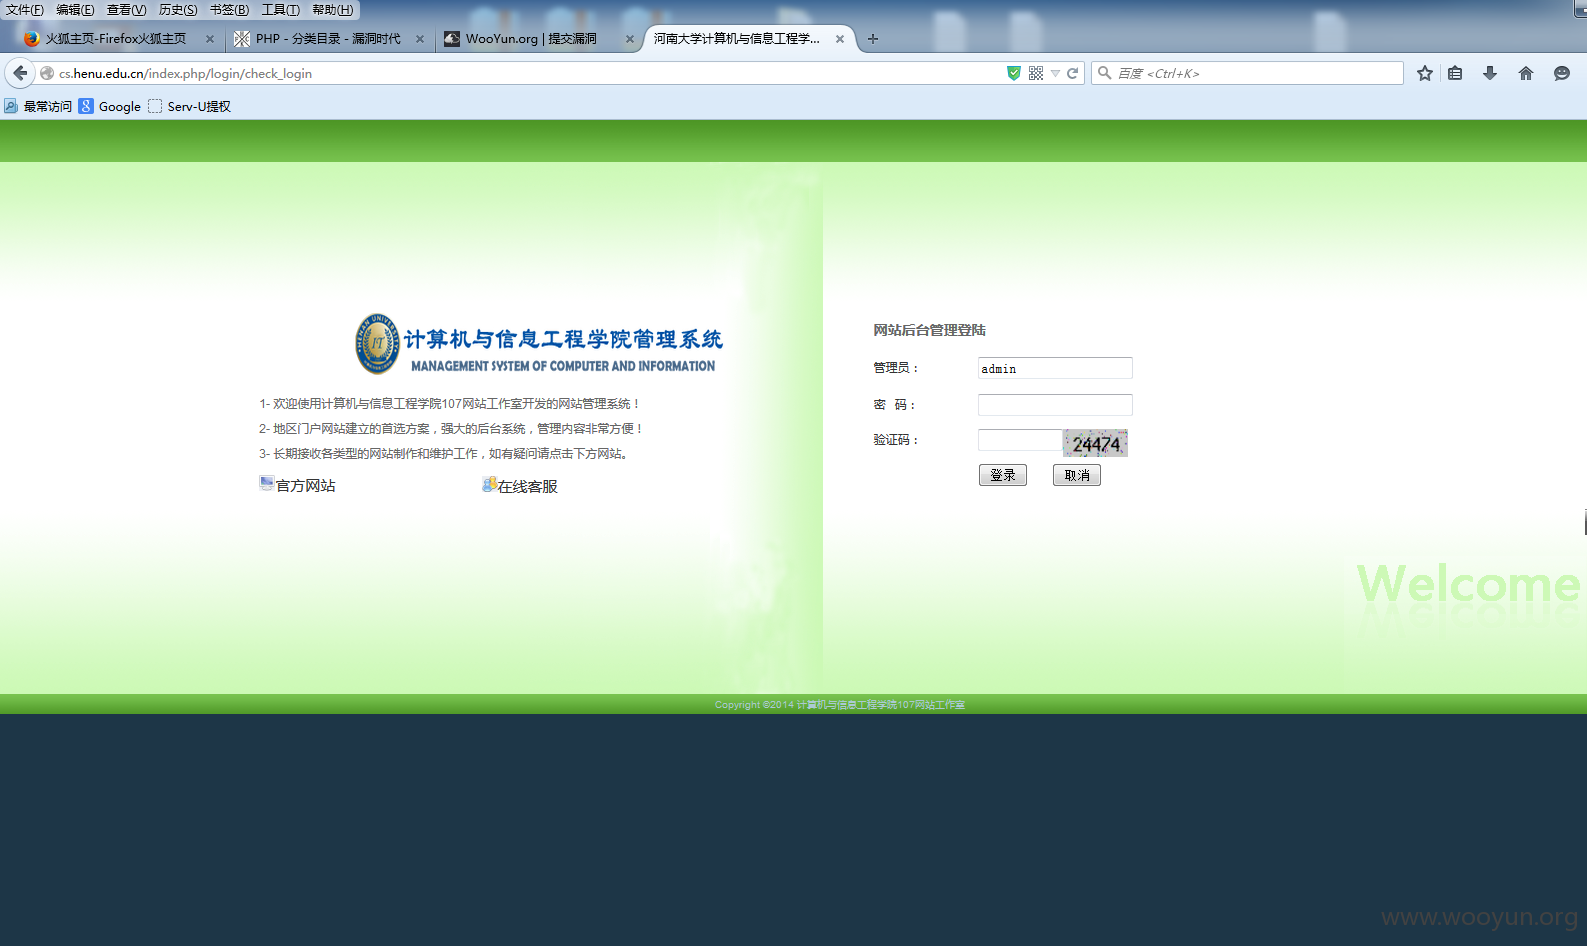 文件(F) 编辑(E) 查看(V) 历史(S) 书签(B) 工具(T) 帮助(H)
火狐主页-Firefox火狐主页 PHP - 分类目录 - 漏洞时代 WooYun.org | 提交漏洞 河南大学计算机与信息工程学...
cs.henu.edu.cn/index.php/login/check_login 百度 <Ctrl+K>
最常访问 Google Serv-U提权
计算机与信息工程学院管理系统
MANAGEMENT SYSTEM OF COMPUTER AND INFORMATION
1- 欢迎使用计算机与信息工程学院107网站工作室开发的网站管理系统！
2- 地区门户网站建立的首选方案，强大的后台系统，管理内容非常方便！
3- 长期接收各类型的网站制作和维护工作，如有疑问请点击下方网站。
官方网站 在线客服
网站后台管理登陆
管理员： admin
密 码：
验证码： 24474
登录 取消
Welcome
Copyright ©2014 计算机与信息工程学院107网站工作室
www.wooyun.org